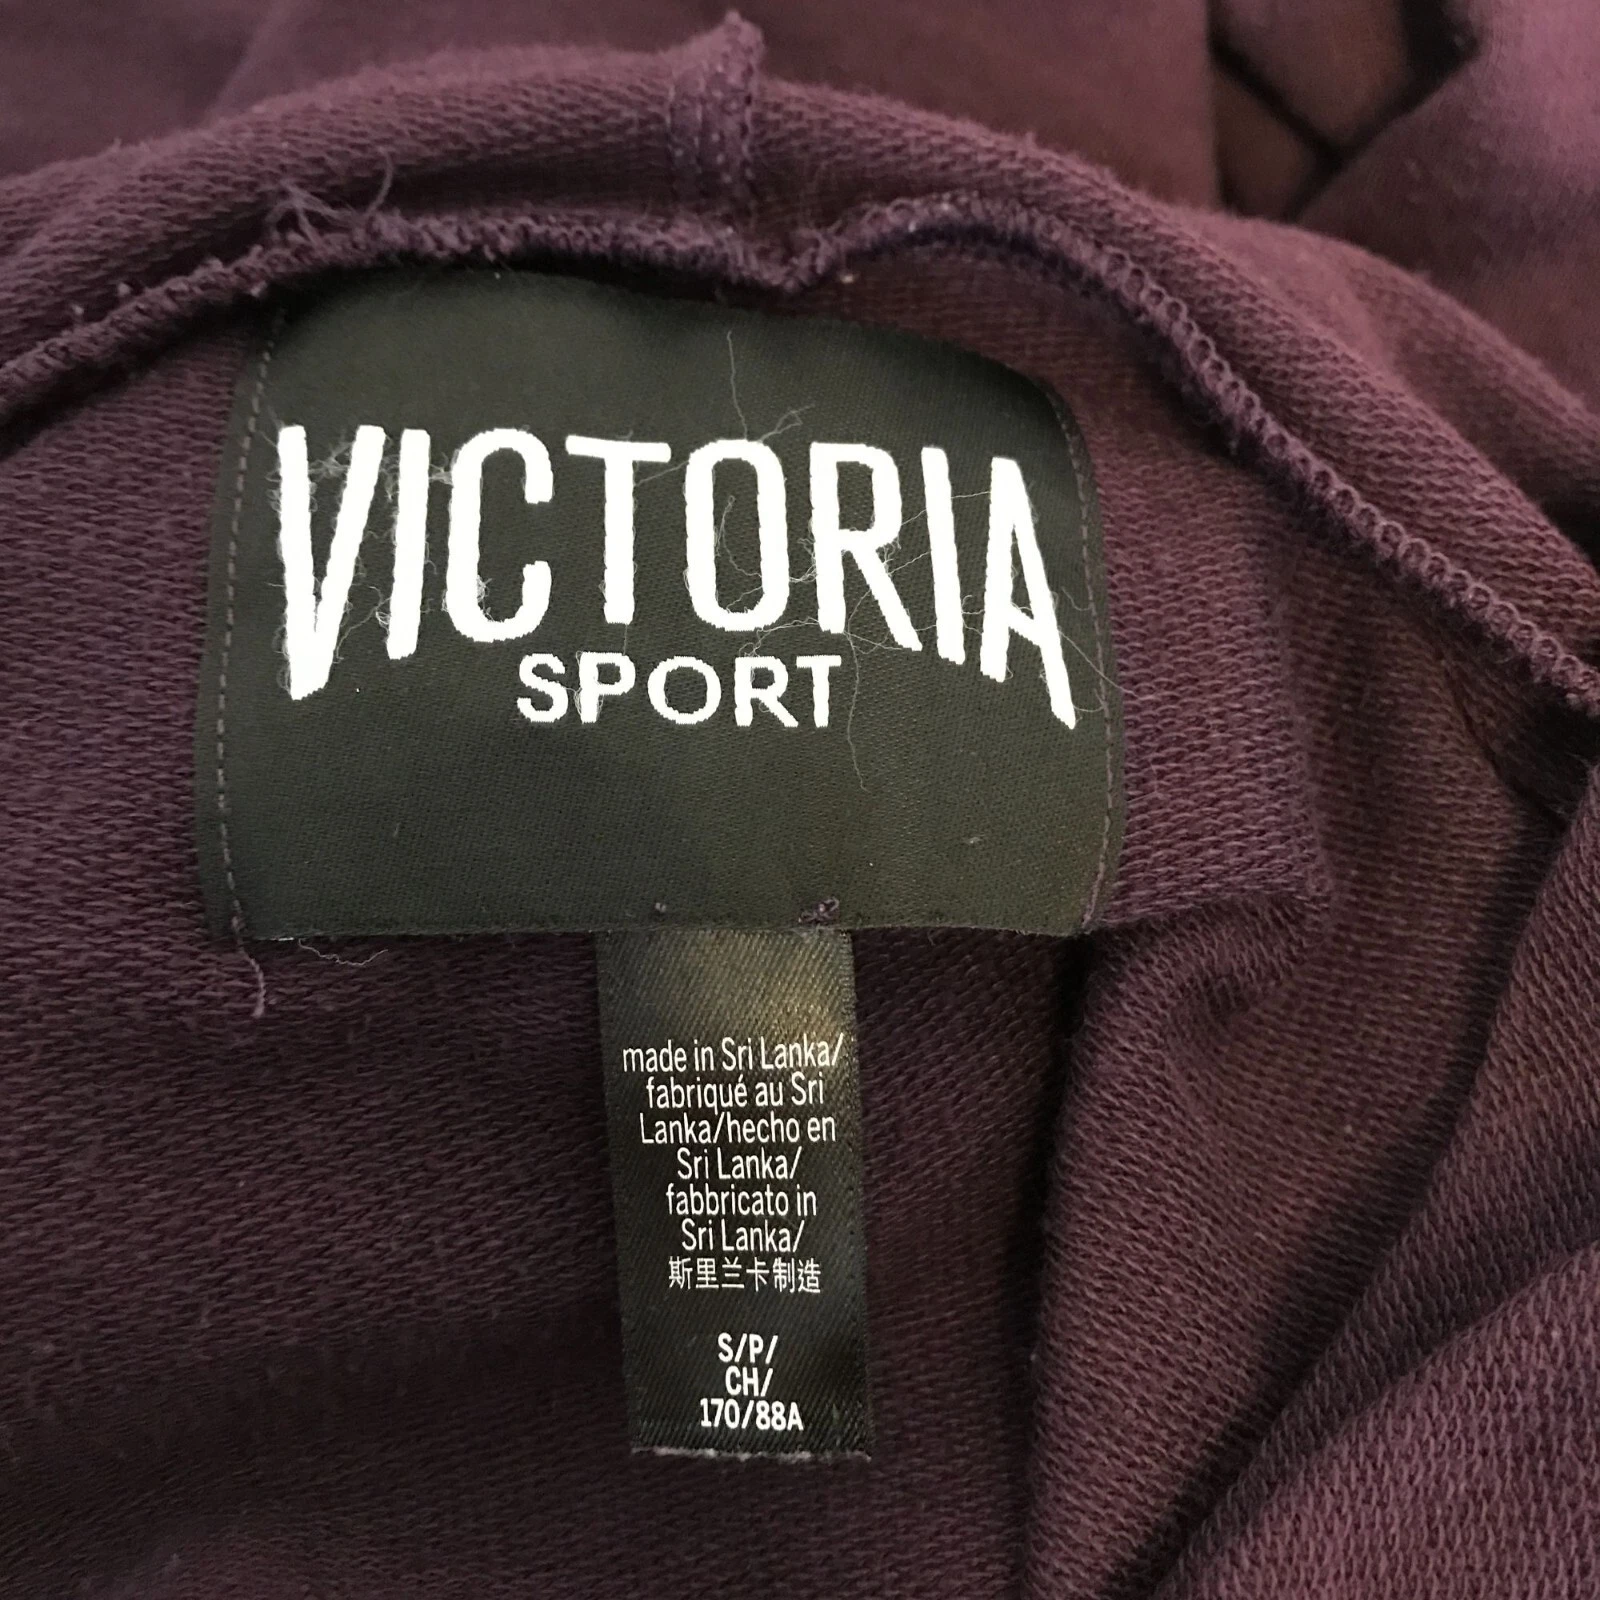 VICTORIA
SPORT
made in Sri Lanka/
fabriqué au Sri
Lanka/hecho en
Sri Lanka/
fabbricato in
Sri Lanka/
斯里兰卡制造
S/P/
CH/
170/88A